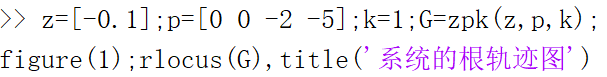 >> z=[-0.1];p=[0 0 -2 -5];k=1;G=zpk(z,p,k);
figure(1);rlocus(G),title('系统的根轨迹图')